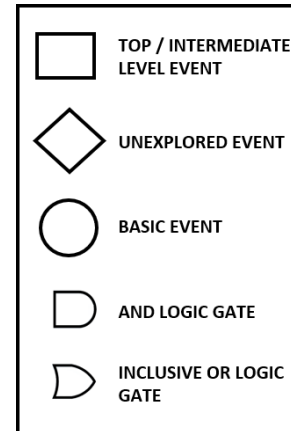 TOP / INTERMEDIATE
LEVEL EVENT
UNEXPLORED EVENT
BASIC EVENT
AND LOGIC GATE
INCLUSIVE OR LOGIC
GATE